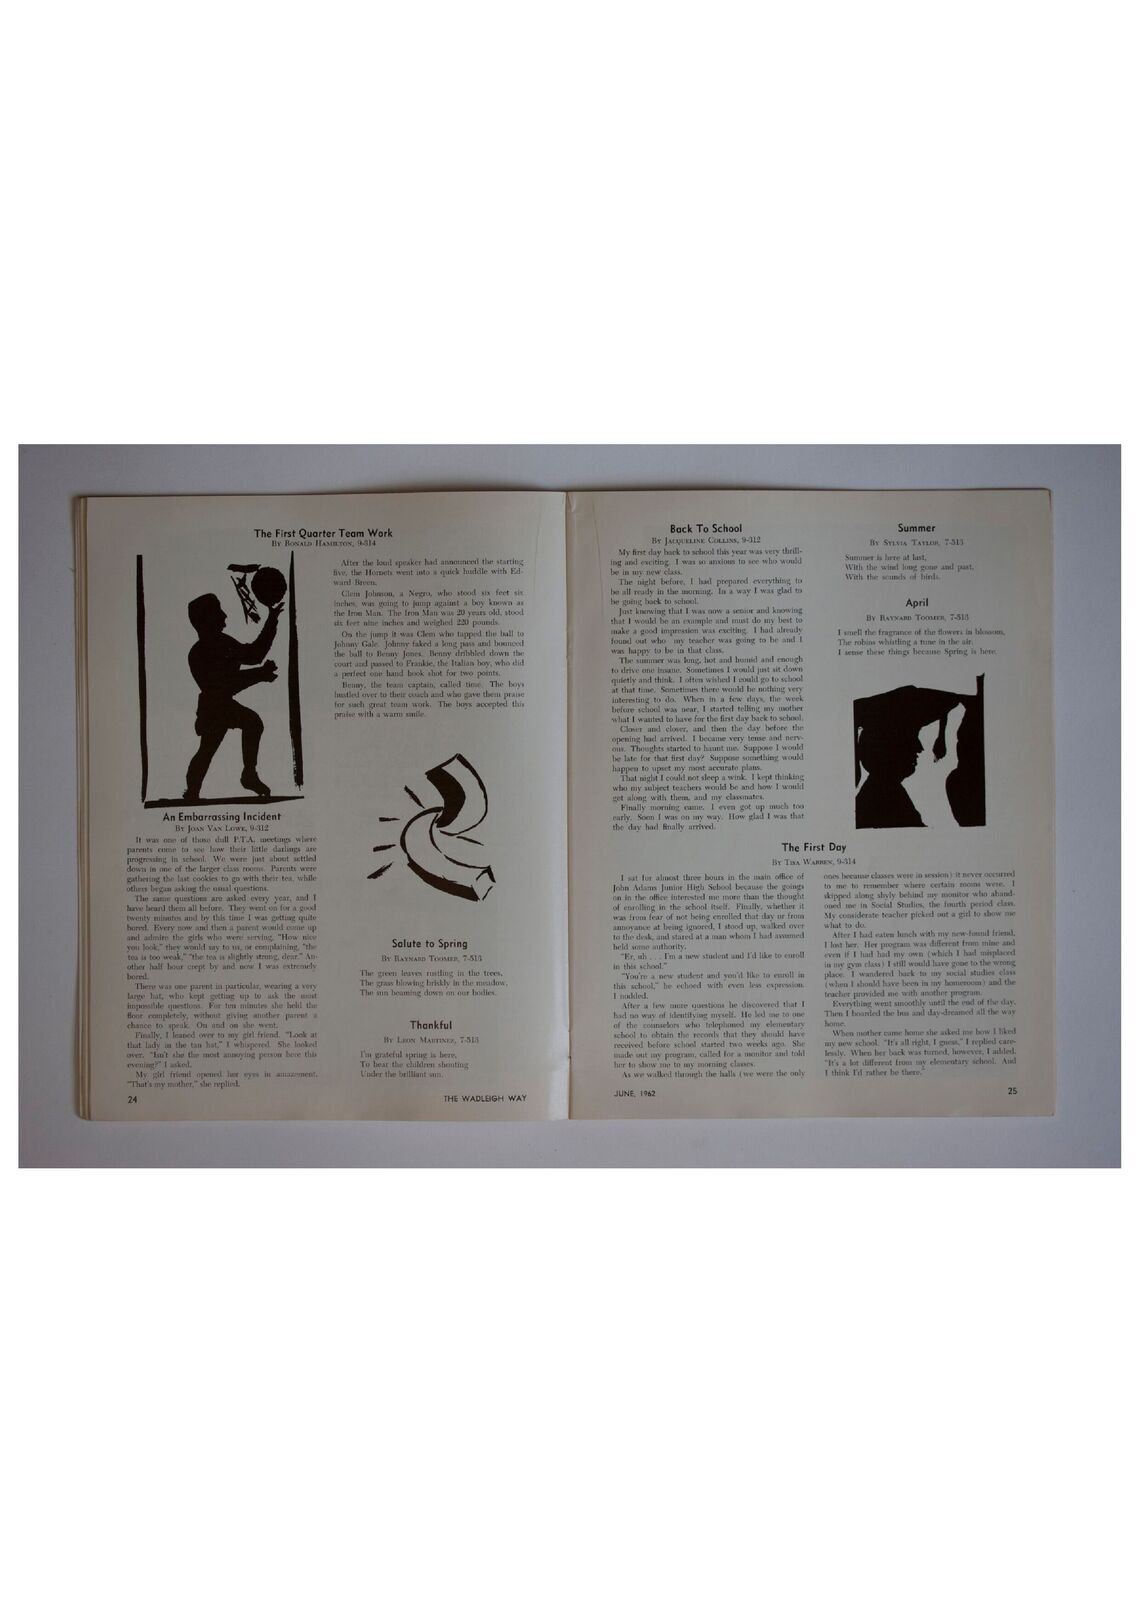 The First Quarter Team Work
BY RONALD HAMILTON, 9-314
After the loud speaker had announced the starting
five, the Hornets went into a quick huddle with Ed-
ward Breen.
Clem Johnson, a Negro, who stood six feet six
inches, was going to jump against a boy known as
the Iron Man. The Iron Man was 20 years old, stood
six feet nine inches and weighed 220 pounds.
On the jump it was Clem who tapped the ball to
Johnny Gale. Johnny faked a long pass and bounced
the ball to Benny Jones. Benny dribbled down the
court and passed to Frankie, the Italian boy, who did
a perfect one hand hook shot for two points.
Benny, the team captain, called time. The boys
hustled over to their coach and who gave them praise
for such great team work. The boys accepted this
praise with a warm smile.
An Embarrassing Incident
BY JOAN VAN LOWE, 9-312
It was one of those dull P.T.A. meetings where
parents come to see how their little darlings are
progressing in school. We were just about settled
down in one of the larger class rooms. Parents were
gathering the last cookies to go with their tea, while
others began asking the usual questions.
The same questions are asked every year, and I
have heard them all before. They went on for a good
twenty minutes and by this time I was getting quite
bored. Every now and then a parent would come up
and admire the girls who were serving. "How nice
you look," they would say to us, or complaining, "the
tea is too weak," "the tea is slightly strong, dear." An-
other half hour crept by and now I was extremely
bored.
There was one parent in particular, wearing a very
large hat, who kept getting up to ask the most
impossible questions. For ten minutes she held the
floor completely, without giving another parent a
chance to speak. On and on she went.
Finally, I leaned over to my girl friend. "Look at
that lady in the tan hat," I whispered. She looked
over. "Isn't she the most annoying person here this
evening?" I asked.
My girl friend opened her eyes in amazement.
"That's my mother," she replied.
Salute to Spring
BY RAYNARD TOOMER, 7-513
The green leaves rustling in the trees,
The grass blowing briskly in the meadow,
The sun beaming down on our bodies.
Thankful
BY LEON MARTINEZ, 7-513
I'm grateful spring is here,
To hear the children shouting
Under the brilliant sun.
24
THE WADLEIGH WAY
Back To School
BY JACQUELINE COLLINS, 9-312
My first day back to school this year was very thrill-
ing and exciting. I was so anxious to see who would
be in my new class.
The night before, I had prepared everything to
be all ready in the morning. In a way I was glad to
be going back to school.
Just knowing that I was now a senior and knowing
that I would be an example and must do my best to
make a good impression was exciting. I had already
found out who my teacher was going to be and I
was happy to be in that class.
The summer was long, hot and humid and enough
to drive one insane. Sometimes I would just sit down
quietly and think. I often wished I could go to school
at that time. Sometimes there would be nothing very
interesting to do. When in a few days, the week
before school was near, I started telling my mother
what I wanted to have for the first day back to school.
Closer and closer, and then the day before the
opening had arrived. I became very tense and nerv-
ous. Thoughts started to haunt me. Suppose I would
be late for that first day? Suppose something would
happen to upset my most accurate plans.
That night I could not sleep a wink. I kept thinking
who my subject teachers would be and how I would
get along with them, and my classmates.
Finally morning came. I even got up much too
early. Soon I was on my way. How glad I was that
the day had finally arrived.
Summer
BY SYLVIA TAYLOR, 7-513
Summer is here at last,
With the wind long gone and past,
With the sounds of birds.
April
BY RAYNARD TOOMER, 7-513
I smell the fragrance of the flowers in blossom,
The robins whistling a tune in the air.
I sense these things because Spring is here.
The First Day
BY TINA WARREN, 9-314
I sat for almost three hours in the main office of
John Adams Junior High School because the goings
on in the office interested me more than the thought
of enrolling in the school itself. Finally, whether it
was from fear of not being enrolled that day or from
annoyance at being ignored, I stood up, walked over
to the desk, and stared at a man whom I had assumed
held some authority.
"Er, uh . . . I'm a new student and I'd like to enroll
in this school."
"You're a new student and you'd like to enroll in
this school," he echoed with even less expression.
I nodded.
After a few more questions he discovered that I
had no way of identifying myself. He led me to one
of the counselors who telephoned my elementary
school to obtain the records that they should have
received before school started two weeks ago. She
made out my program, called for a monitor and told
her to show me to my morning classes.
As we walked through the halls (we were the only
ones because classes were in session) it never occurred
to me to remember where certain rooms were. I
skipped along shyly behind my monitor who aband-
oned me in Social Studies, the fourth period class.
My considerate teacher picked out a girl to show me
what to do.
After I had eaten lunch with my new-found friend,
I lost her. Her program was different from mine and
even if I had had my own (which I had misplaced
in my gym class) I still would have gone to the wrong
place. I wandered back to my social studies class
(when I should have been in my homeroom) and the
teacher provided me with another program.
Everything went smoothly until the end of the day.
Then I boarded the bus and day-dreamed all the way
home.
When mother came home she asked me how I liked
my new school. "It's all right, I guess," I replied care-
lessly. When her back was turned, however, I added,
"It's a lot different from my elementary school. And
I think I'd rather be there."
JUNE, 1962
25